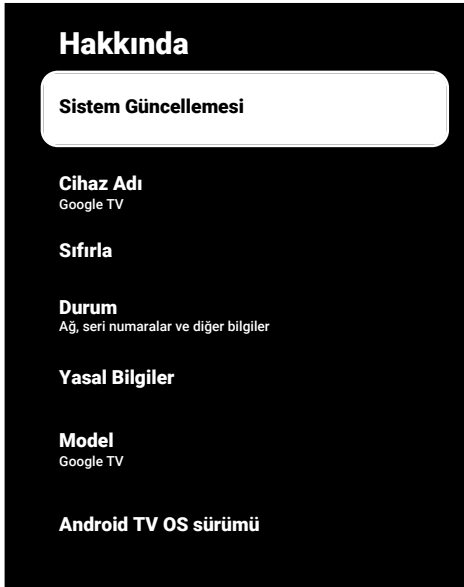 Hakkında
Sistem Güncellemesi
Cihaz Adı
Google TV
Sıfırla
Durum
Ağ, seri numaralar ve diğer bilgiler
Yasal Bilgiler
Model
Google TV
Android TV OS sürümü